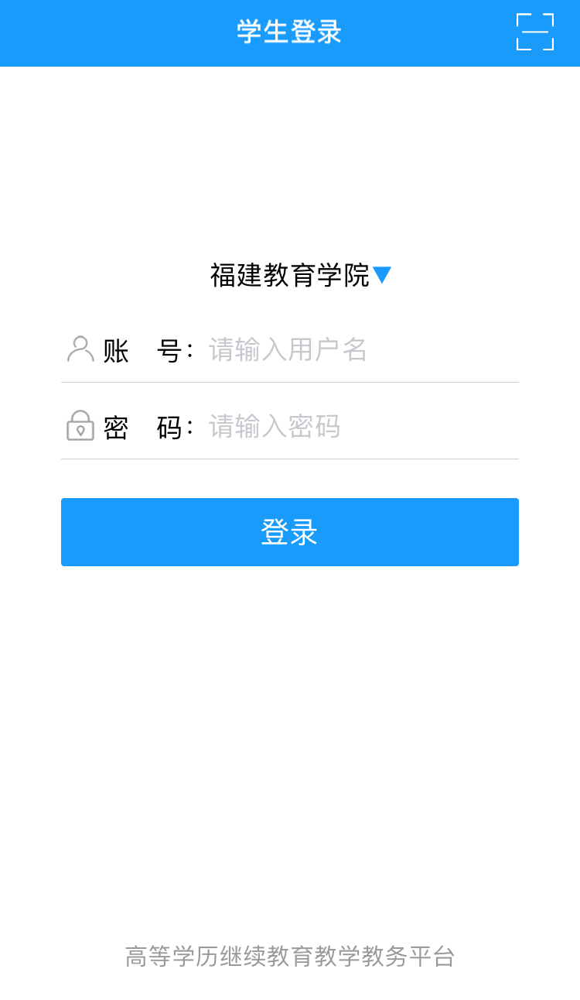 学生登录
福建教育学院
账 号：请输入用户名
密 码：请输入密码
登录
高等学历继续教育教学教务平台